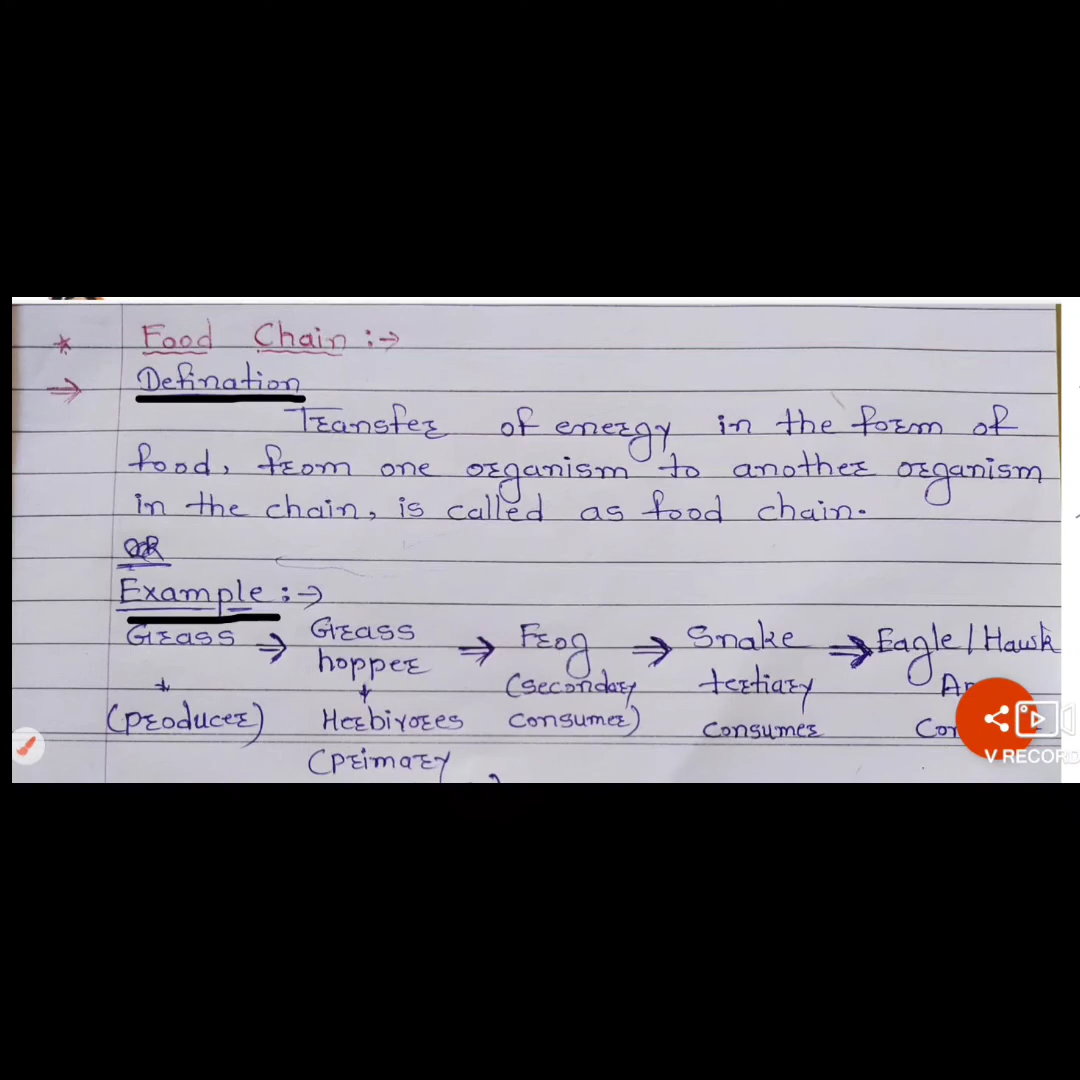 * Food Chain :→
⇒ Defination
Transfer of energy in the form of
food, from one organism to another organism
in the chain, is called as food chain.
OR
Example :→
Grass ⇒ Grass hopper ⇒ Frog ⇒ Snake ⇒ Eagle / Hawk
↓ (secondary tertiary
(producer) ↓ Herbivores consumer) consumer
(primary
V RECORD